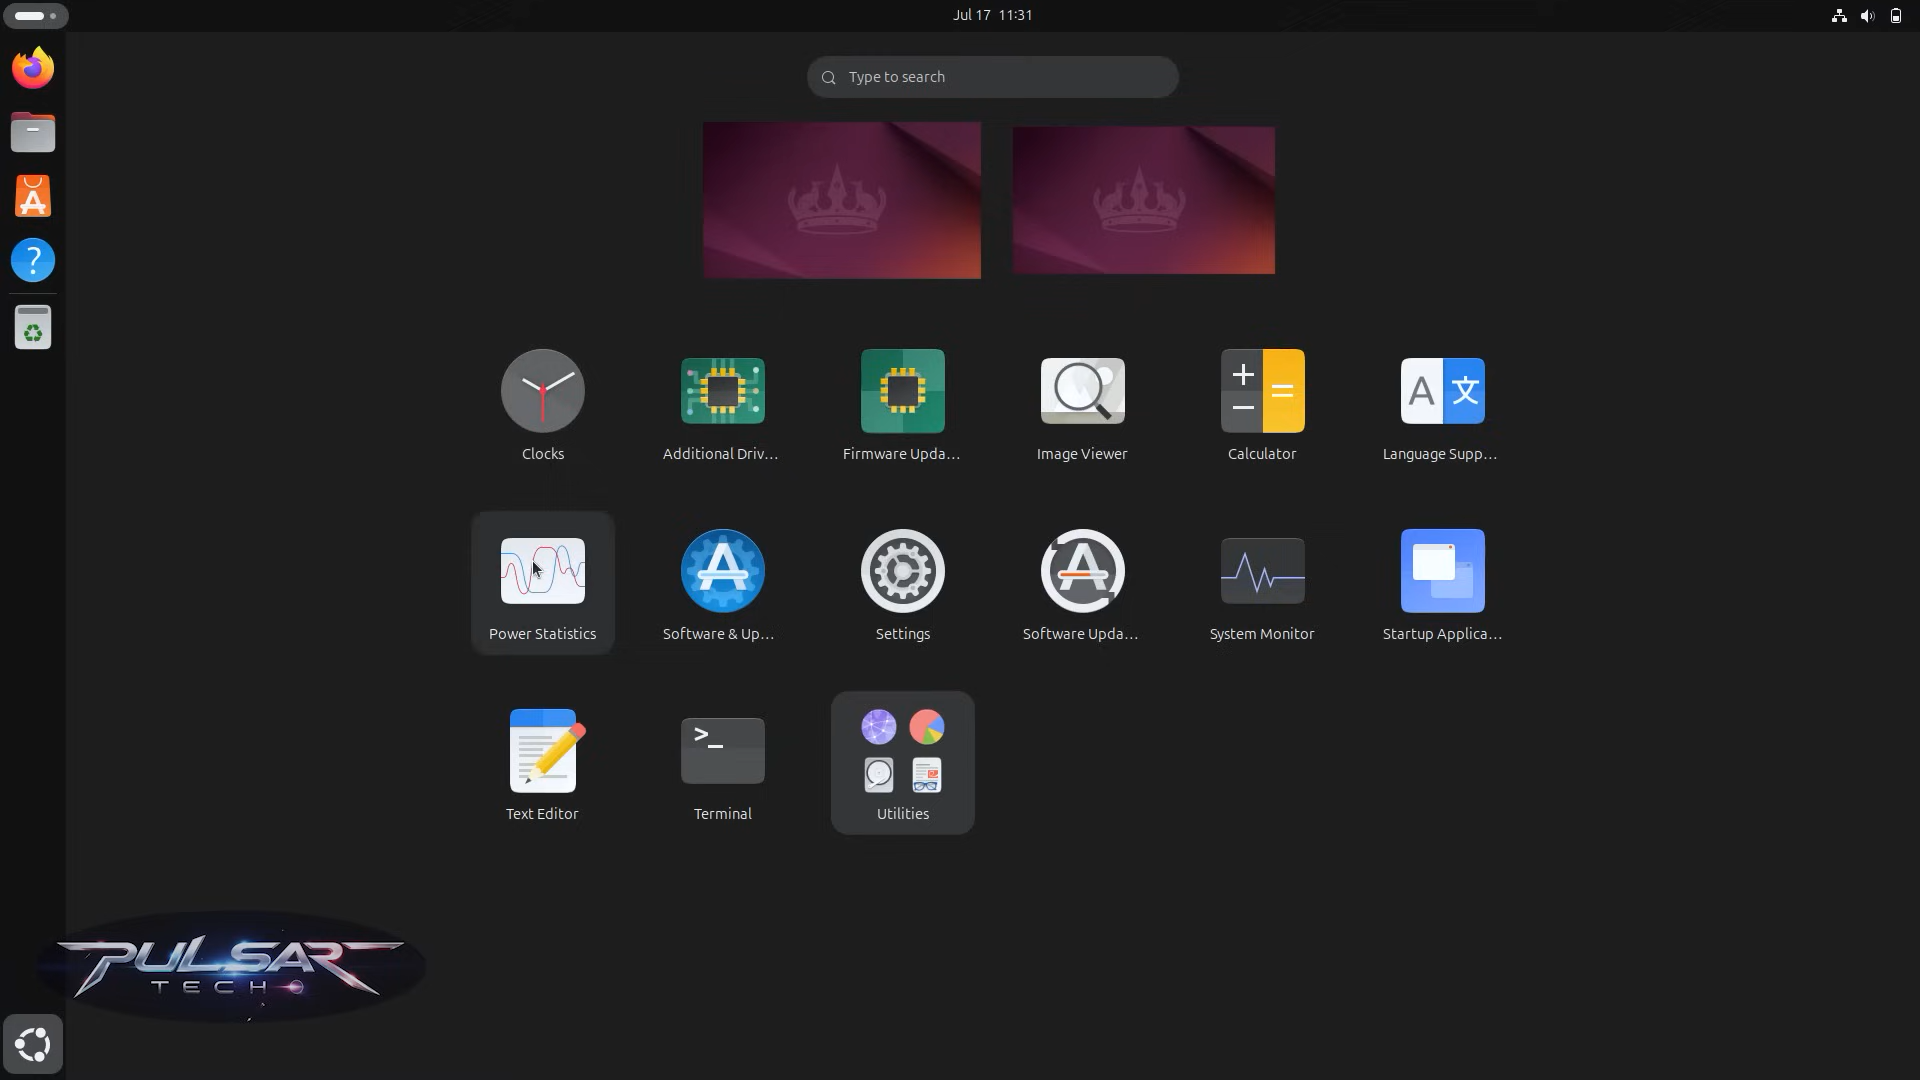 Jul 17 11:31
Type to search
Clocks
Additional Driv...
Firmware Upda...
Image Viewer
Calculator
A 文
Language Supp...
Power Statistics
Software & Up...
Settings
Software Upda...
System Monitor
Startup Applica...
Text Editor
>_
Terminal
Utilities
PULSAR
TECH